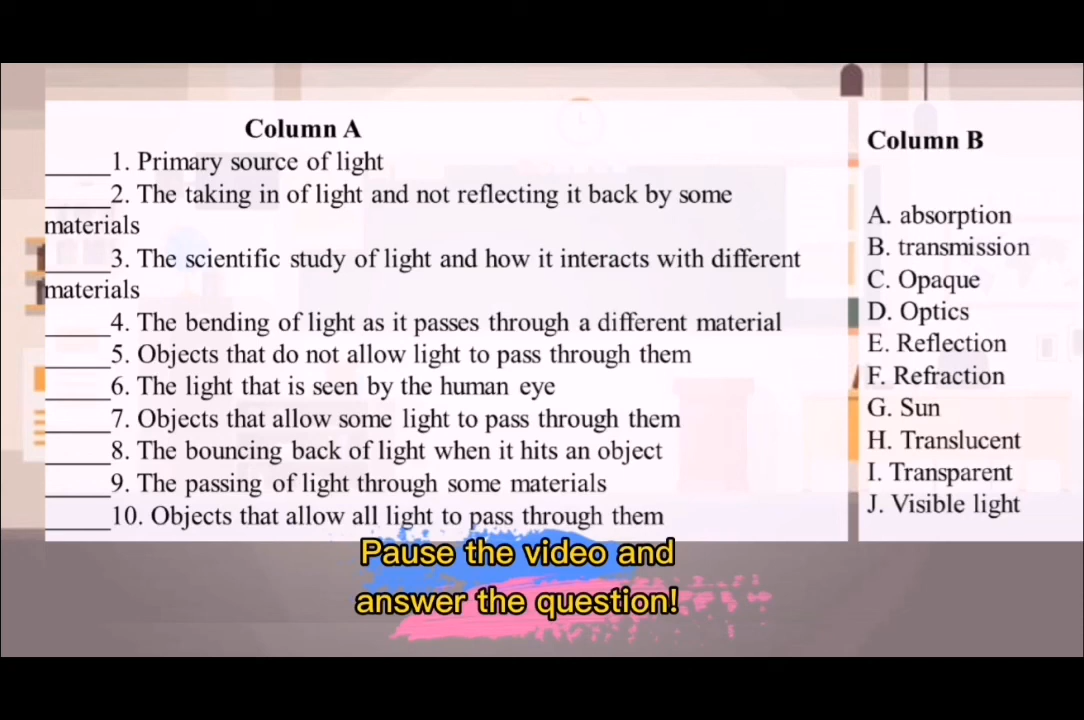 Column A
_____1. Primary source of light
_____2. The taking in of light and not reflecting it back by some
materials
_____3. The scientific study of light and how it interacts with different
materials
_____4. The bending of light as it passes through a different material
_____5. Objects that do not allow light to pass through them
_____6. The light that is seen by the human eye
_____7. Objects that allow some light to pass through them
_____8. The bouncing back of light when it hits an object
_____9. The passing of light through some materials
_____10. Objects that allow all light to pass through them
Column B
A. absorption
B. transmission
C. Opaque
D. Optics
E. Reflection
F. Refraction
G. Sun
H. Translucent
I. Transparent
J. Visible light
Pause the video and
answer the question!